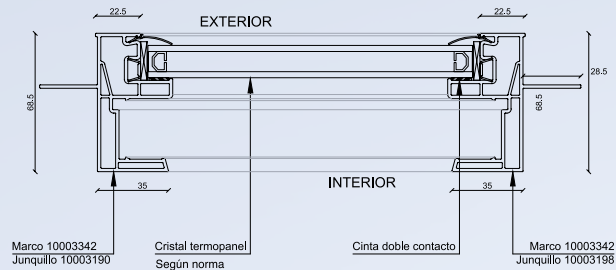 22.5
22.5
EXTERIOR
28.5
68.5
68.5
35
INTERIOR
35
Marco 10003342
Junquillo 10003190
Cristal termopanel
Según norma
Cinta doble contacto
Marco 10003342
Junquillo 10003198